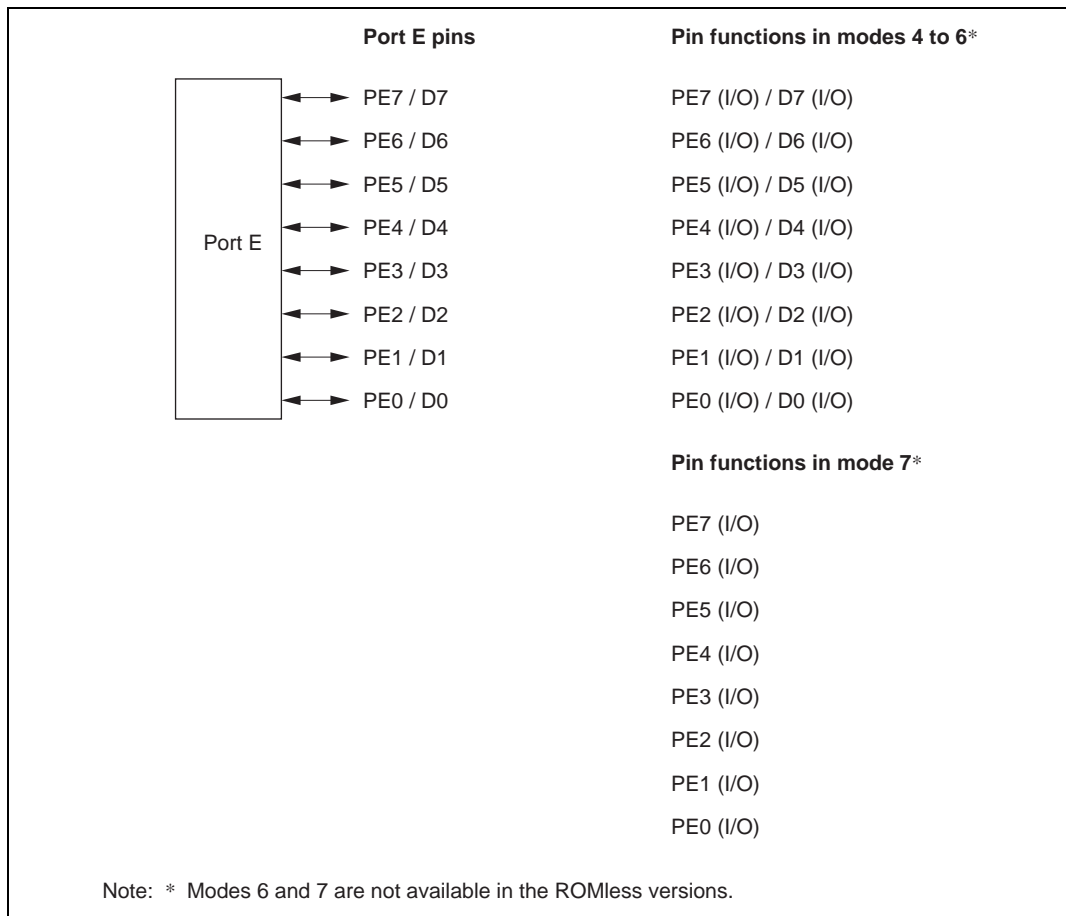 Port E pins Pin functions in modes 4 to 6*
PE7 / D7 PE7 (I/O) / D7 (I/O)
PE6 / D6 PE6 (I/O) / D6 (I/O)
PE5 / D5 PE5 (I/O) / D5 (I/O)
PE4 / D4 PE4 (I/O) / D4 (I/O)
Port E
PE3 / D3 PE3 (I/O) / D3 (I/O)
PE2 / D2 PE2 (I/O) / D2 (I/O)
PE1 / D1 PE1 (I/O) / D1 (I/O)
PE0 / D0 PE0 (I/O) / D0 (I/O)
Pin functions in mode 7*
PE7 (I/O)
PE6 (I/O)
PE5 (I/O)
PE4 (I/O)
PE3 (I/O)
PE2 (I/O)
PE1 (I/O)
PE0 (I/O)
Note: * Modes 6 and 7 are not available in the ROMless versions.